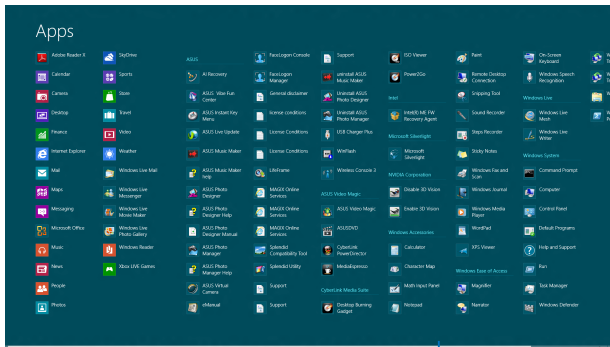 Apps
Adobe Reader X
Calendar
Camera
Desktop
Finance
Internet Explorer
Mail
Maps
Messaging
Microsoft Office
Music
News
People
Photos
SkyDrive
Sports
Store
Travel
Video
Weather
Windows Live Mail
Windows Live
Messenger
Windows Live
Movie Maker
Windows Live
Photo Gallery
Windows Reader
Xbox LIVE Games
ASUS
AI Recovery
ASUS Vibe Fun
Center
ASUS Instant Key
Menu
ASUS Live Update
ASUS Music Maker
ASUS Music Maker
help
ASUS Photo
Designer
ASUS Photo
Designer Help
ASUS Photo
Designer Manual
ASUS Photo
Manager
ASUS Photo
Manager Help
ASUS Virtual
Camera
eManual
FaceLogon Console
FaceLogon
Manager
General disclaimer
license conditions
License Conditions
License Conditions
LifeFrame
MAGIX Online
Services
MAGIX Online
Services
MAGIX Online
Services
Splendid
Compatibility Tool
Splendid Utility
Support
Support
Support
uninstall ASUS
Music Maker
Uninstall ASUS
Photo Designer
Uninstall ASUS
Photo Manager
USB Charger Plus
WinFlash
Wireless Console 3
ASUS Video Magic
ASUS Video Magic
ASUSDVD
CyberLink
PowerDirector
MediaEspresso
CyberLink Media Suite
Desktop Burning
Gadget
ISO Viewer
Power2Go
Intel
Intel® ME FW
Recovery Agent
Microsoft Silverlight
Microsoft
Silverlight
NVIDIA Corporation
Disable 3D Vision
Enable 3D Vision
Windows Accessories
Calculator
Character Map
Math Input Panel
Notepad
Paint
Remote Desktop
Connection
Snipping Tool
Sound Recorder
Steps Recorder
Sticky Notes
Windows Fax and
Scan
Windows Journal
Windows Media
Player
WordPad
XPS Viewer
Windows Ease of Access
Magnifier
Narrator
On-Screen
Keyboard
Windows Speech
Recognition
Windows Live
Windows Live
Mesh
Windows Live
Writer
Windows System
Command Prompt
Computer
Control Panel
Default Programs
Help and Support
Run
Task Manager
Windows Defender